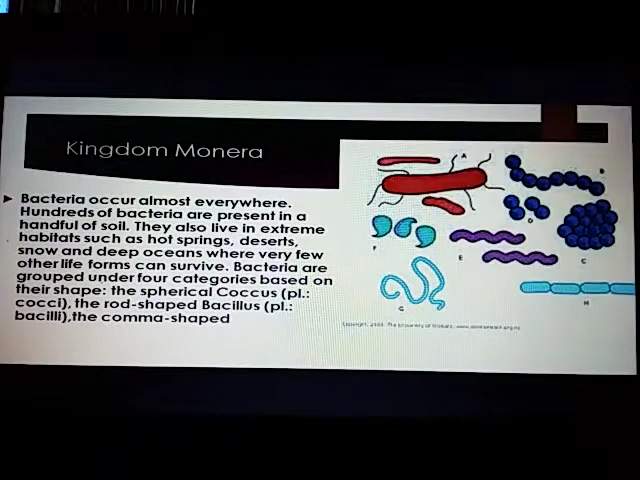 Kingdom Monera
► Bacteria occur almost everywhere.
Hundreds of bacteria are present in a
handful of soil. They also live in extreme
habitats such as hot springs, deserts,
snow and deep oceans where very few
other life forms can survive. Bacteria are
grouped under four categories based on
their shape: the spherical Coccus (pl.:
cocci), the rod-shaped Bacillus (pl.:
bacilli),the comma-shaped
A
B
D
F
E
C
G
H